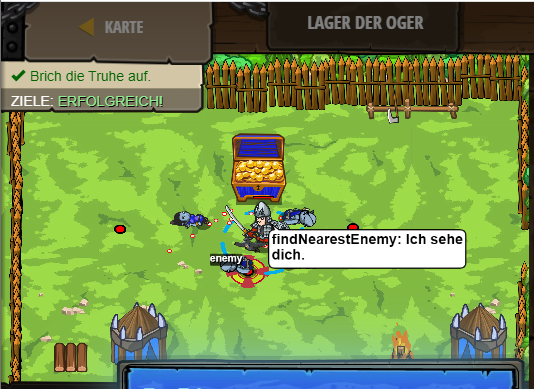 KARTE
LAGER DER OGER
Brich die Truhe auf.
ZIELE: ERFOLGREICH!
findNearestEnemy: Ich sehe
dich.
enemy